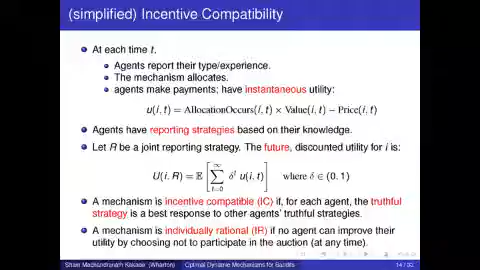 (simplified) Incentive Compatibility
At each time t.
Agents report their type/experience.
The mechanism allocates.
agents make payments; have instantaneous utility:
u(i, t) = AllocationOccurs(i, t) × Value(i, t) − Price(i, t)
Agents have reporting strategies based on their knowledge.
Let R be a joint reporting strategy. The future, discounted utility for i is:
U(i, R) = E [ ∑_{t=0}^{∞} δ^t u(i, t) ] where δ ∈ (0, 1)
A mechanism is incentive compatible (IC) if, for each agent, the truthful
strategy is a best response to other agents' truthful strategies.
A mechanism is individually rational (IR) if no agent can improve their
utility by choosing not to participate in the auction (at any time).
(Wharton) Optimal Dynamic Mechanisms for Bandits 14 /